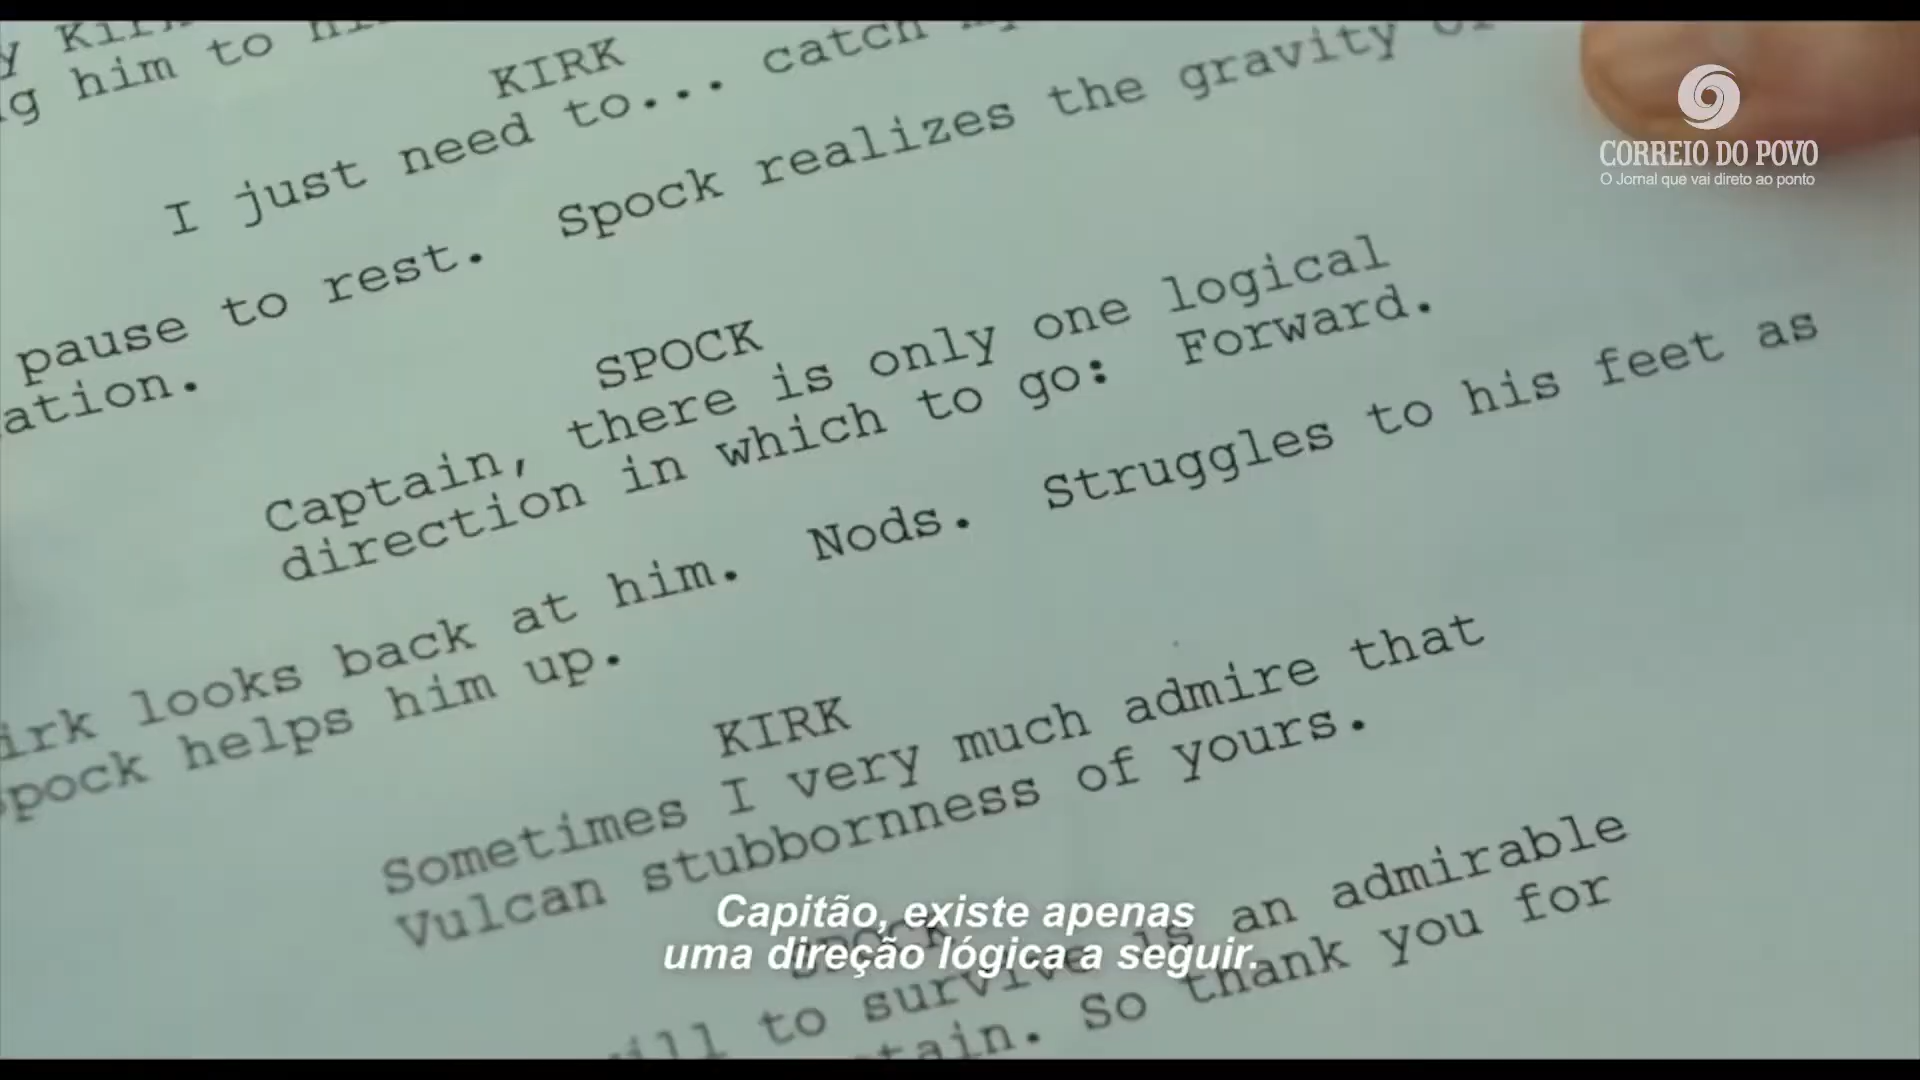 him to
KIRK
I just need to... catch
pause to rest. Spock realizes the gravity
SPOCK
Captain, there is only one logical
direction in which to go: Forward.
looks back at him. Nods. Struggles to his feet as
helps him up.
KIRK
Sometimes I very much admire that
Vulcan stubbornness of yours.
SPOCK
to survive is an admirable
So thank you for
CORREIO DO POVO
O Jornal que vai direto ao ponto
Capitão, existe apenas
uma direção lógica a seguir.